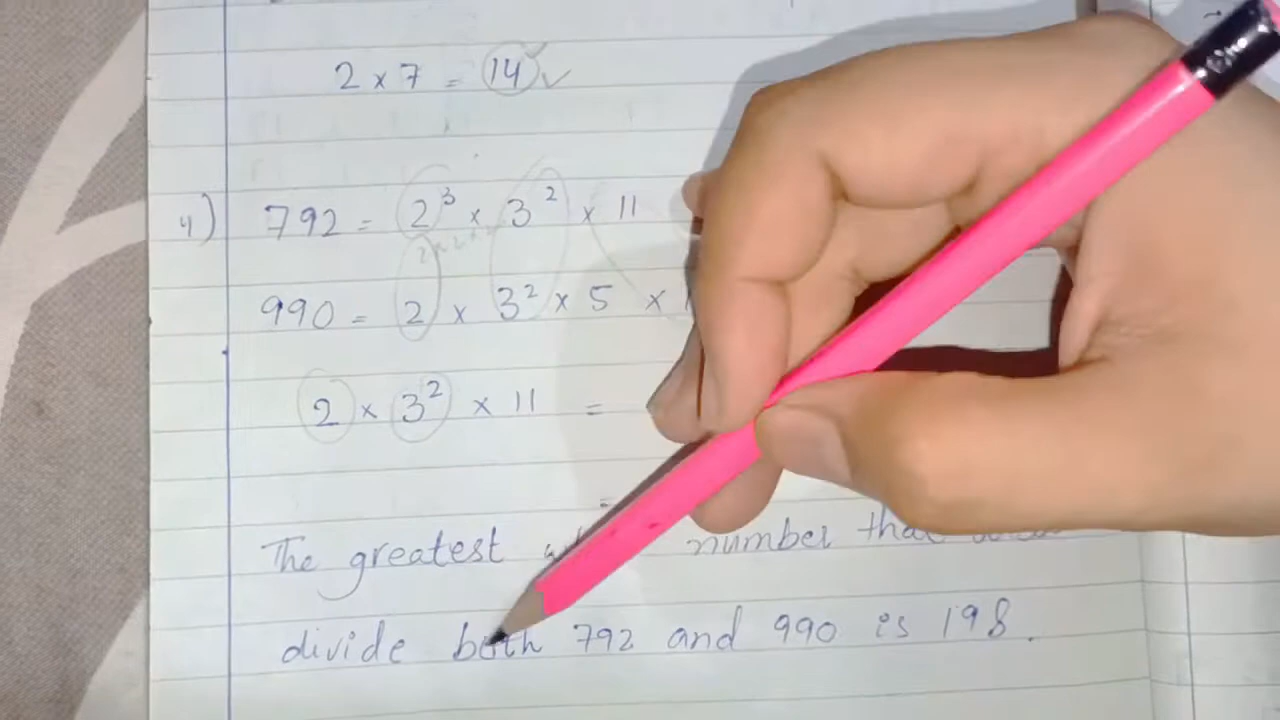 2 × 7 = 14 ✓
4) 792 = 2³ × 3² × 11
990 = 2 × 3² × 5 ×
2 × 3² × 11 =
=
The greatest number that
divide both 792 and 990 is 198.